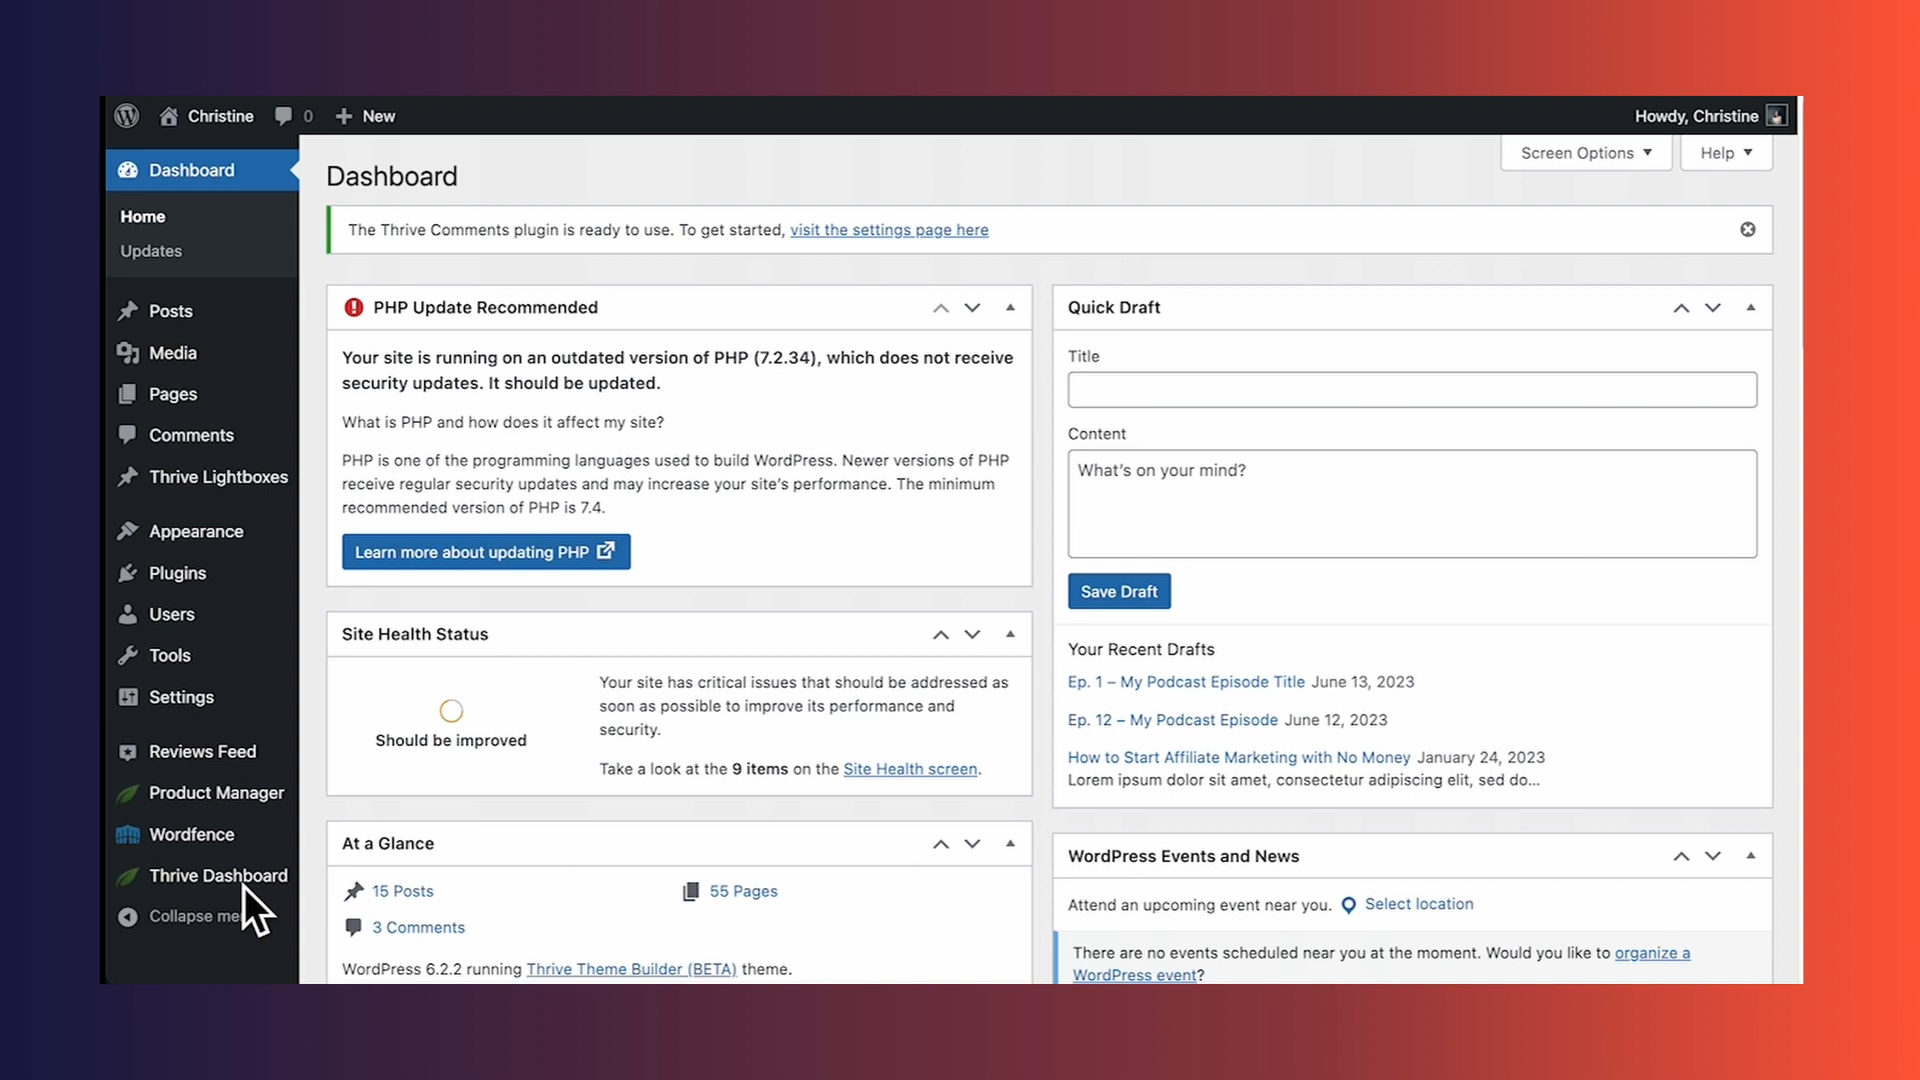 Christine
0
New
Howdy, Christine
Dashboard
Home
Updates
Posts
Media
Pages
Comments
Thrive Lightboxes
Appearance
Plugins
Users
Tools
Settings
Reviews Feed
Product Manager
Wordfence
Thrive Dashboard
Collapse me
Screen Options
Help
Dashboard
The Thrive Comments plugin is ready to use. To get started, visit the settings page here
PHP Update Recommended
Your site is running on an outdated version of PHP (7.2.34), which does not receive
security updates. It should be updated.
What is PHP and how does it affect my site?
PHP is one of the programming languages used to build WordPress. Newer versions of PHP
receive regular security updates and may increase your site's performance. The minimum
recommended version of PHP is 7.4.
Learn more about updating PHP
Site Health Status
Should be improved
Your site has critical issues that should be addressed as
soon as possible to improve its performance and
security.
Take a look at the 9 items on the Site Health screen.
At a Glance
15 Posts
55 Pages
3 Comments
WordPress 6.2.2 running Thrive Theme Builder (BETA) theme.
Quick Draft
Title
Content
What's on your mind?
Save Draft
Your Recent Drafts
Ep. 1 – My Podcast Episode Title June 13, 2023
Ep. 12 – My Podcast Episode June 12, 2023
How to Start Affiliate Marketing with No Money January 24, 2023
Lorem ipsum dolor sit amet, consectetur adipiscing elit, sed do…
WordPress Events and News
Attend an upcoming event near you. Select location
There are no events scheduled near you at the moment. Would you like to organize a
WordPress event?